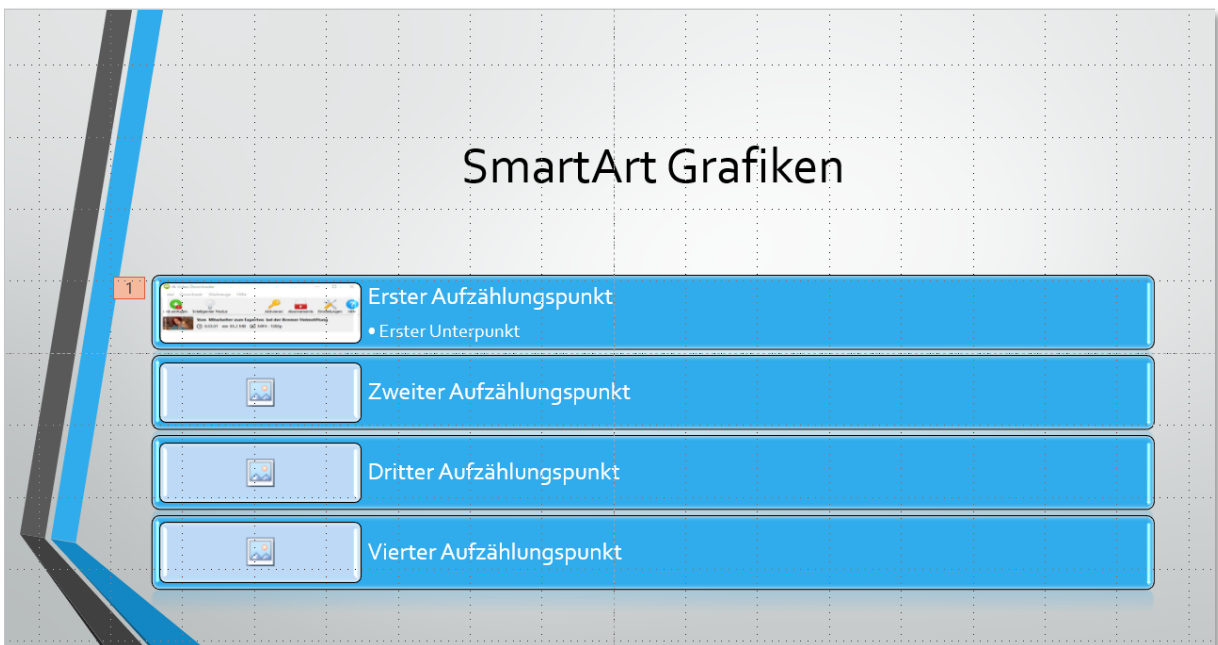 SmartArt Grafiken
1
Erster Aufzählungspunkt
• Erster Unterpunkt
Zweiter Aufzählungspunkt
Dritter Aufzählungspunkt
Vierter Aufzählungspunkt